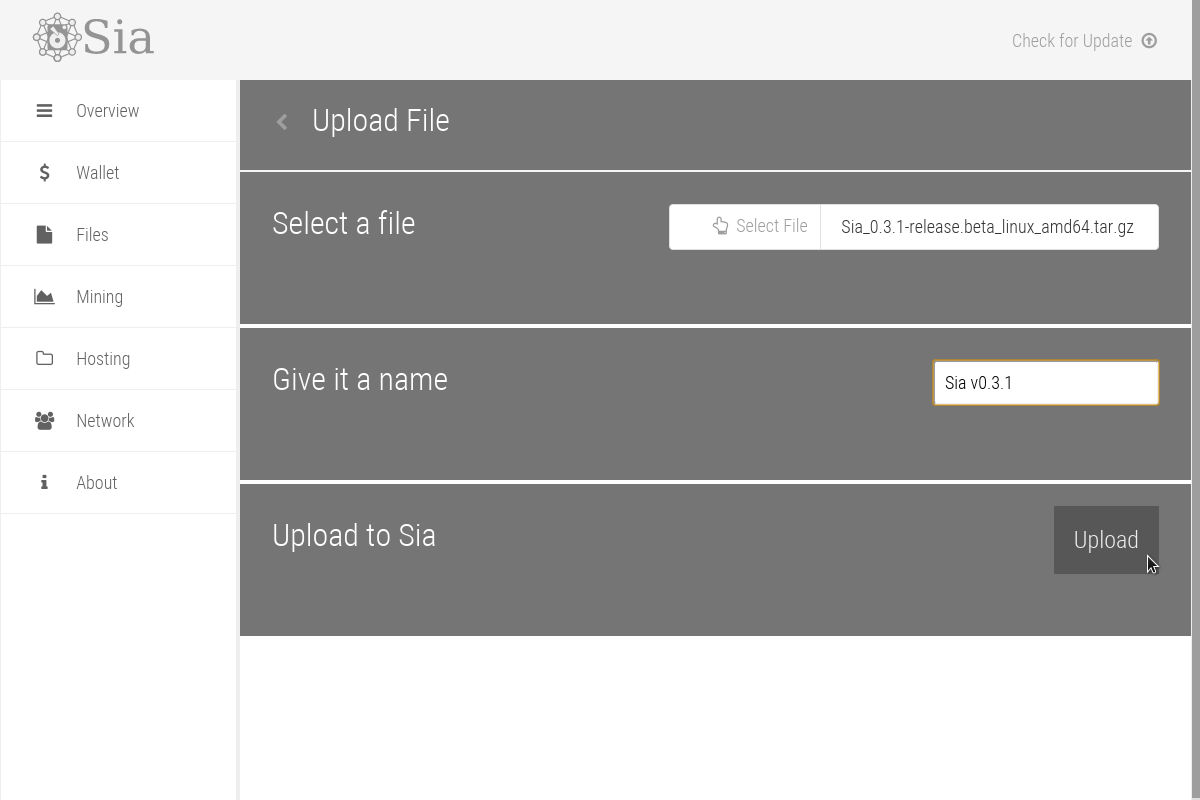 Sia
Check for Update
Overview
Wallet
Files
Mining
Hosting
Network
About
Upload File
Select a file
Select File
Sia_0.3.1-release.beta_linux_amd64.tar.gz
Give it a name
Sia v0.3.1
Upload to Sia
Upload